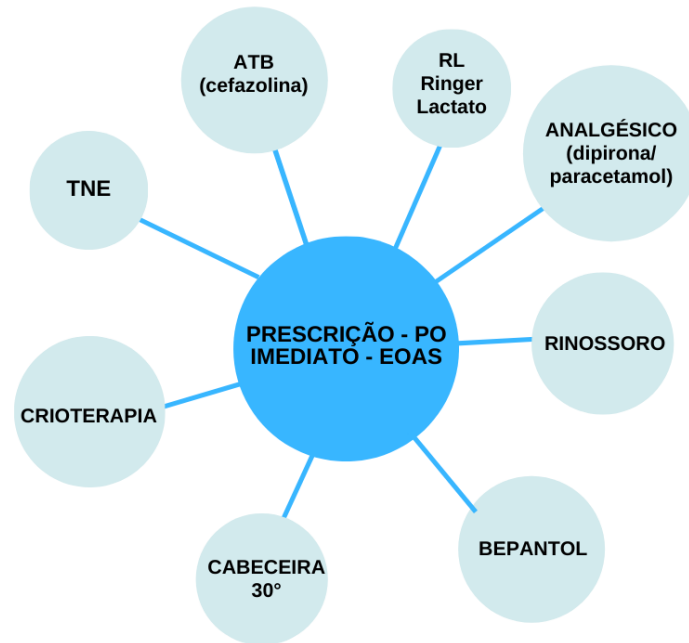 ATB
(cefazolina)
RL
Ringer
Lactato
ANALGÉSICO
(dipirona/
paracetamol)
TNE
PRESCRIÇÃO - PO
IMEDIATO - EOAS
RINOSSORO
CRIOTERAPIA
BEPANTOL
CABECEIRA
30°